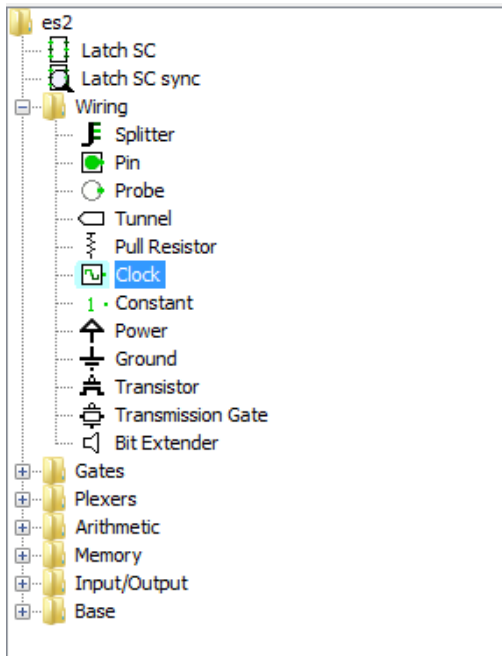 es2
Latch SC
Latch SC sync
Wiring
Splitter
Pin
Probe
Tunnel
Pull Resistor
Clock
1 Constant
Power
Ground
Transistor
Transmission Gate
Bit Extender
Gates
Plexers
Arithmetic
Memory
Input/Output
Base